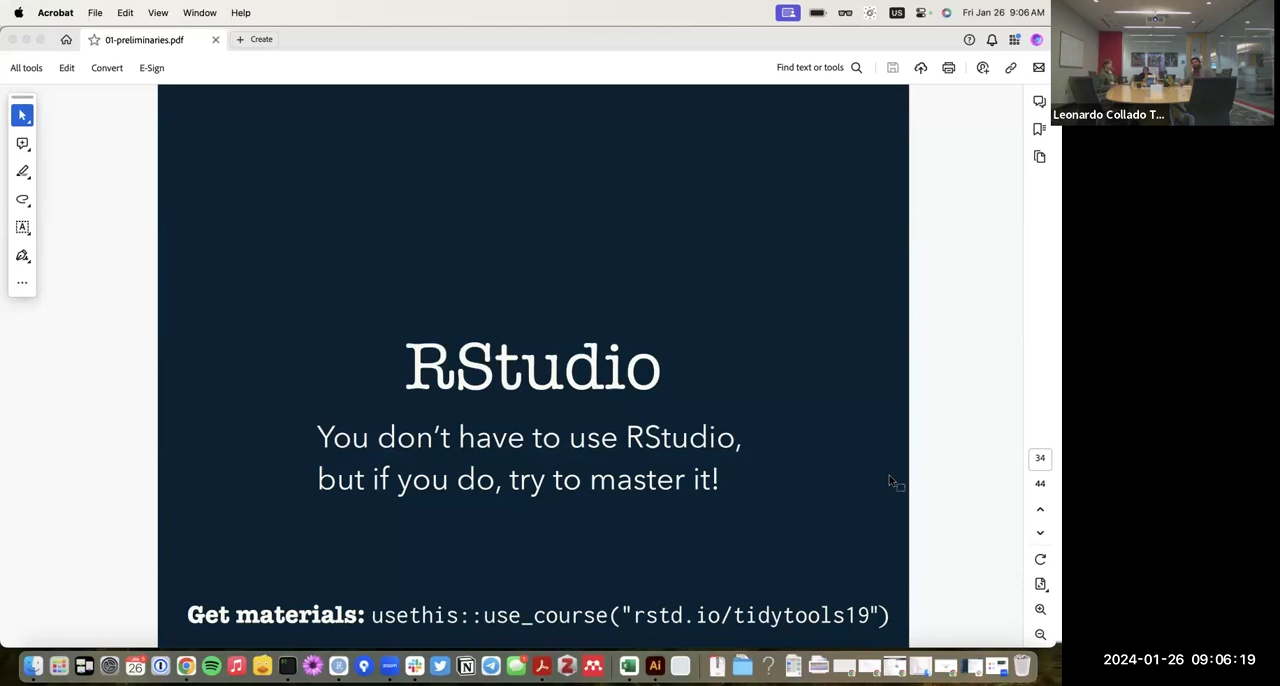 Acrobat File Edit View Window Help
US
Fri Jan 26 9:06 AM
01-preliminaries.pdf
Create
All tools Edit Convert E-Sign
Find text or tools
RStudio
You don't have to use RStudio,
but if you do, try to master it!
Get materials: usethis::use_course("rstd.io/tidytools19")
34
44
Leonardo Collado T...
2024-01-26 09:06:19